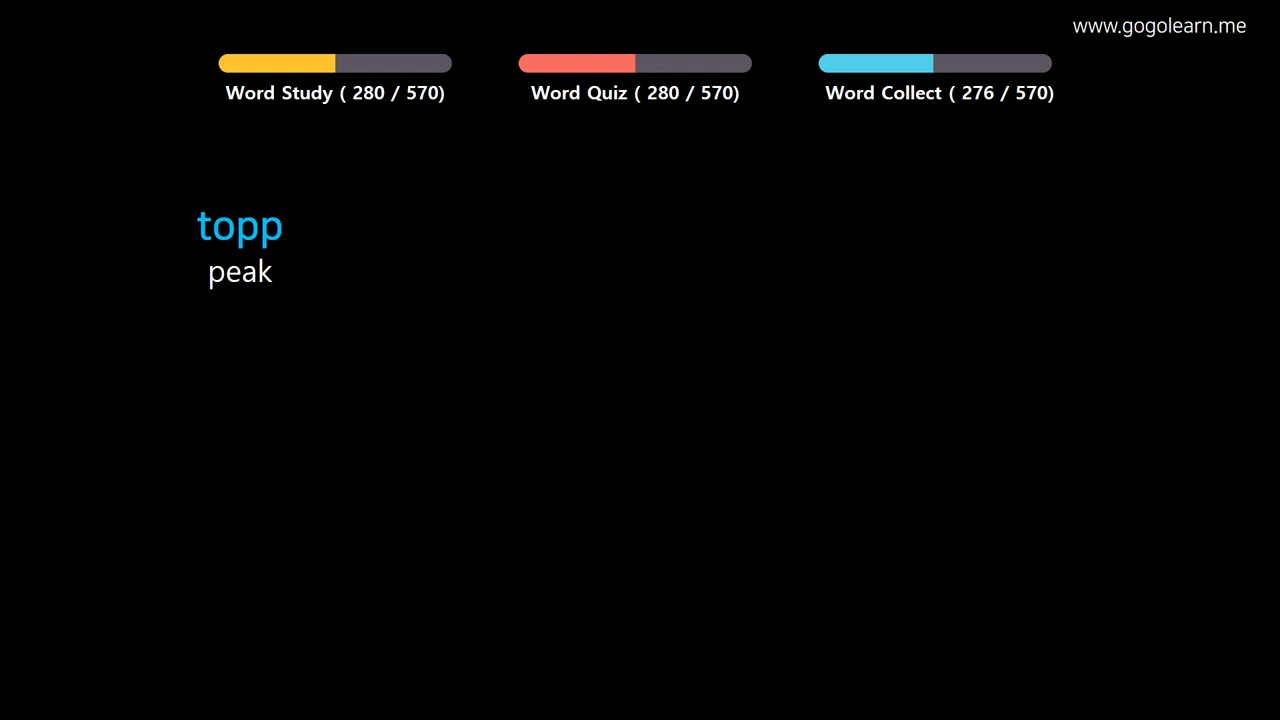 www.gogolearn.me
Word Study ( 280 / 570)
Word Quiz ( 280 / 570)
Word Collect ( 276 / 570)
topp
peak